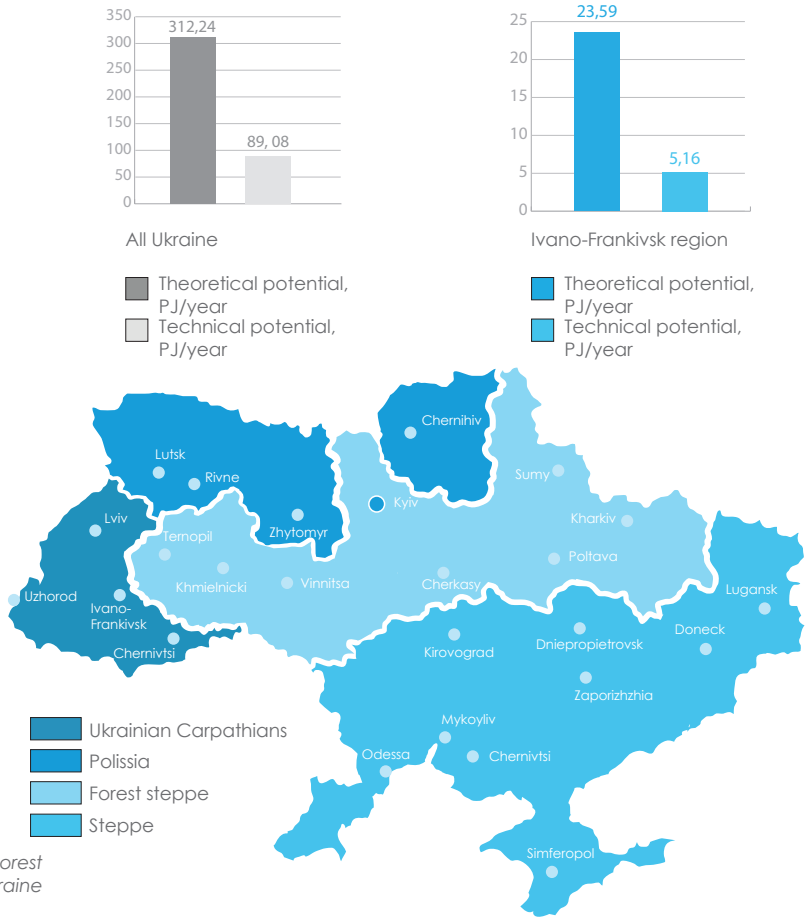 350
300
250
200
150
100
50
0
312,24
89, 08
All Ukraine
Theoretical potential,
PJ/year
Technical potential,
PJ/year
25
20
15
10
5
0
23,59
5,16
Ivano-Frankivsk region
Theoretical potential,
PJ/year
Technical potential,
PJ/year
Chernihiv
Lutsk
Rivne
Sumy
Kyiv
Lviv
Zhytomyr
Kharkiv
Ternopil
Khmielnicki
Vinnitsa
Cherkasy
Poltava
Uzhorod
Ivano-
Frankivsk
Chernivtsi
Lugansk
Kirovograd
Dniepropietrovsk
Doneck
Zaporizhzhia
Mykoyliv
Odessa
Chernivtsi
Simferopol
Ukrainian Carpathians
Polissia
Forest steppe
Steppe
orest
raine